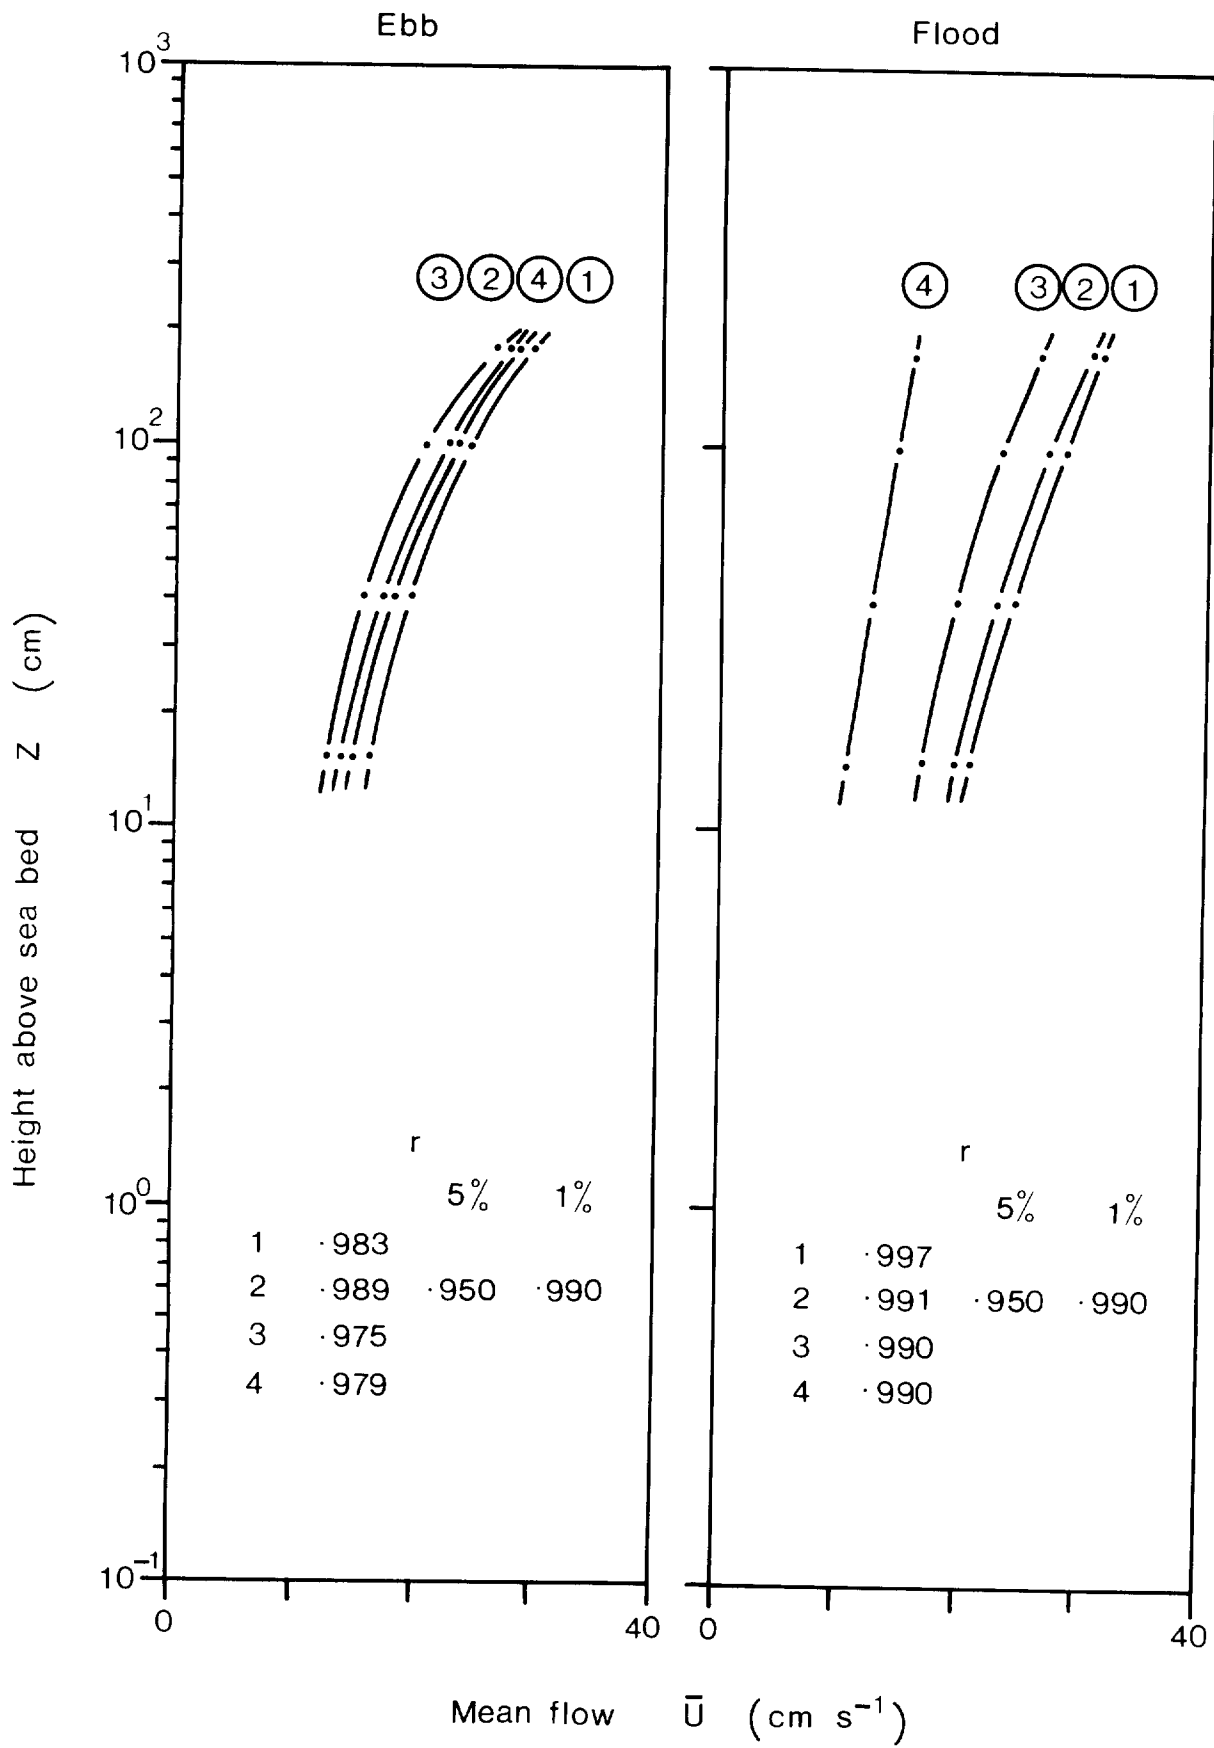 Ebb
Flood
10³
③ ② ④ ①
④ ③ ② ①
10²
10¹
10⁰
10⁻¹
Height above sea bed Z (cm)
r
5% 1%
1 ·983
2 ·989 ·950 ·990
3 ·975
4 ·979
r
5% 1%
1 ·997
2 ·991 ·950 ·990
3 ·990
4 ·990
0 40
0 40
Mean flow U̅ (cm s⁻¹)